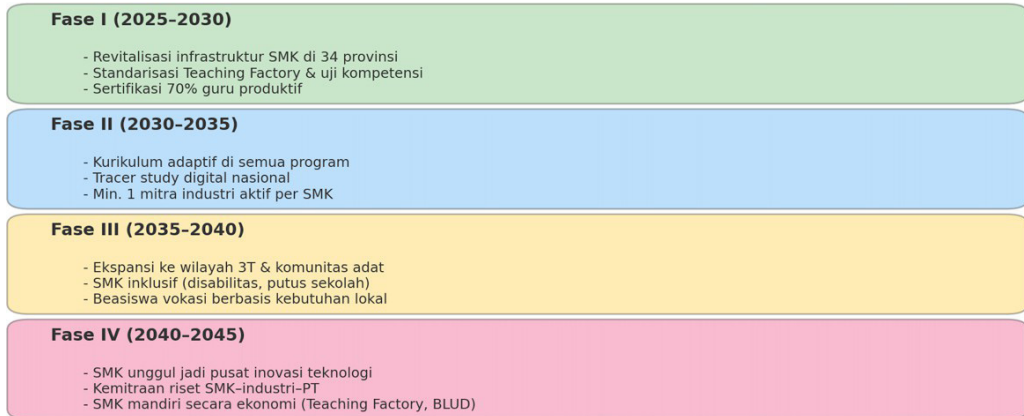 Fase I (2025–2030)
- Revitalisasi infrastruktur SMK di 34 provinsi
- Standarisasi Teaching Factory & uji kompetensi
- Sertifikasi 70% guru produktif
Fase II (2030–2035)
- Kurikulum adaptif di semua program
- Tracer study digital nasional
- Min. 1 mitra industri aktif per SMK
Fase III (2035–2040)
- Ekspansi ke wilayah 3T & komunitas adat
- SMK inklusif (disabilitas, putus sekolah)
- Beasiswa vokasi berbasis kebutuhan lokal
Fase IV (2040–2045)
- SMK unggul jadi pusat inovasi teknologi
- Kemitraan riset SMK–industri–PT
- SMK mandiri secara ekonomi (Teaching Factory, BLUD)